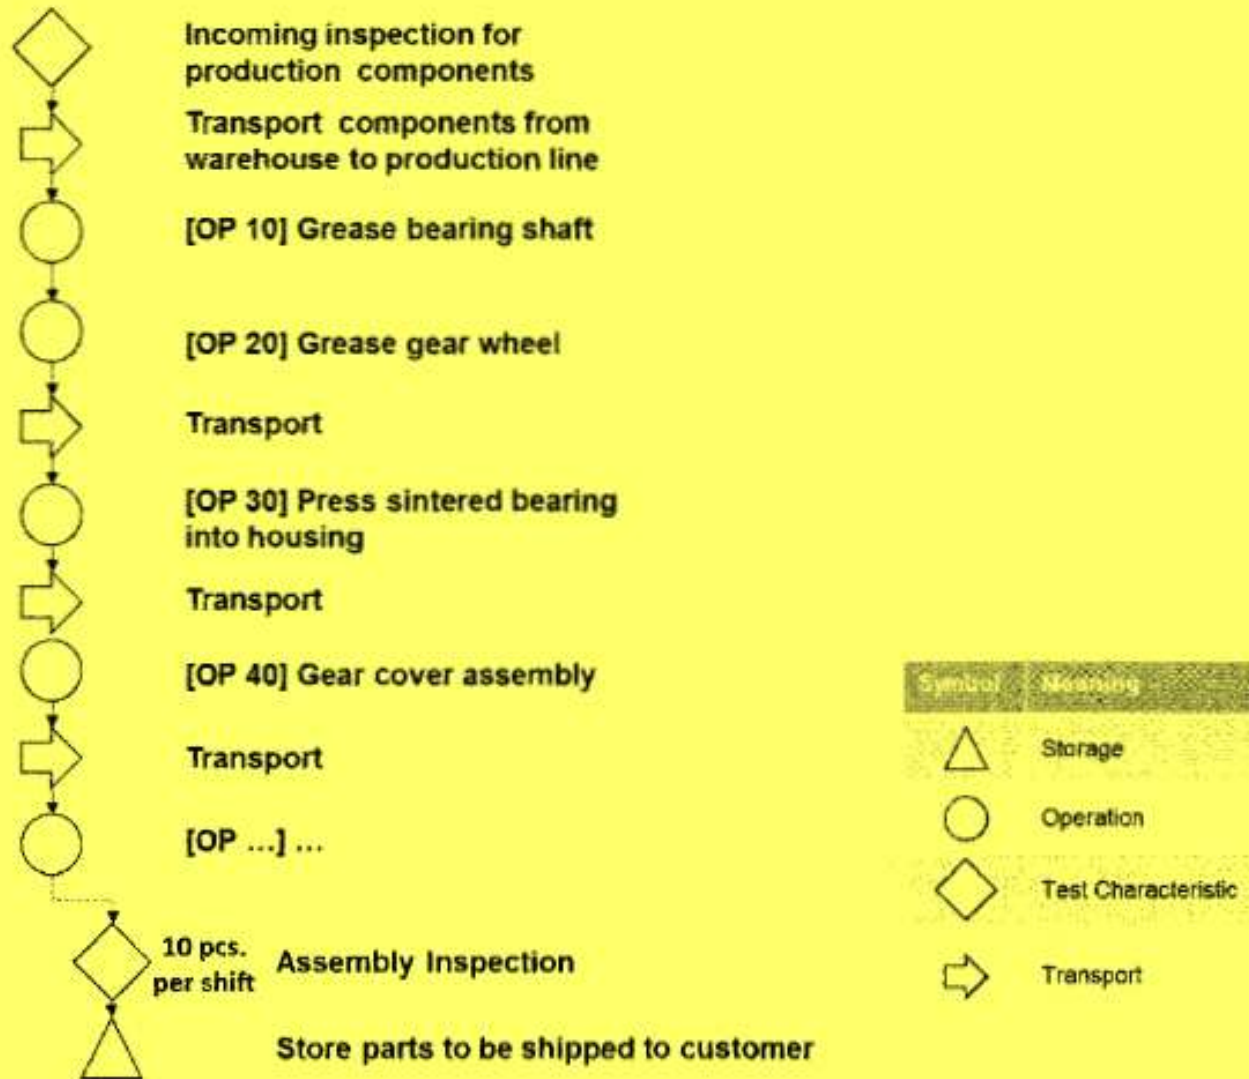 Incoming inspection for
production components
Transport components from
warehouse to production line
[OP 10] Grease bearing shaft
[OP 20] Grease gear wheel
Transport
[OP 30] Press sintered bearing
into housing
Transport
[OP 40] Gear cover assembly
Transport
[OP ...] ...
10 pcs.
per shift
Assembly Inspection
Store parts to be shipped to customer
Symbol Meaning
Storage
Operation
Test Characteristic
Transport